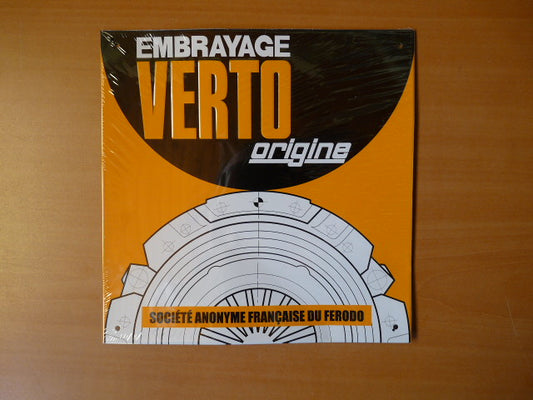 EMBRAYAGE
VERTO
origine
SOCIÉTÉ ANONYME FRANÇAISE DU FERODO